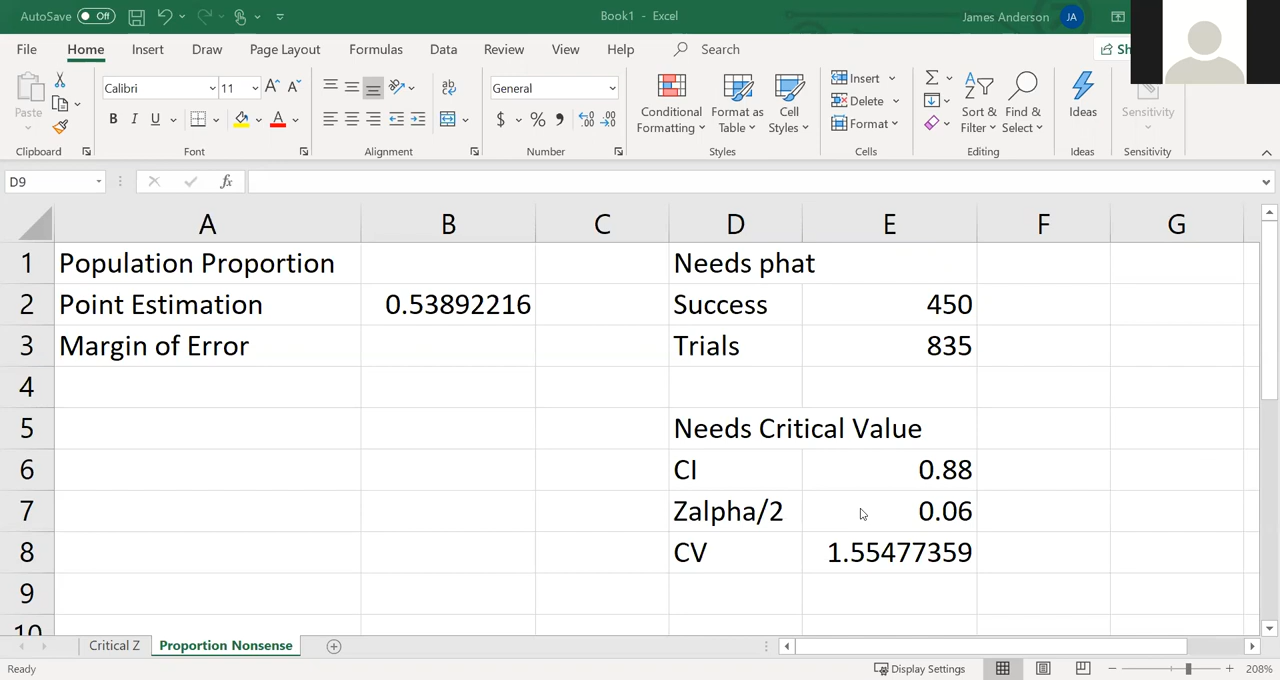 AutoSave Off Book1 - Excel James Anderson JA
File Home Insert Draw Page Layout Formulas Data Review View Help Search Sh
Paste Calibri 11 General Conditional Formatting Format as Table Cell Styles Insert Delete Format Sort & Filter Find & Select Ideas Sensitivity
Clipboard Font Alignment Number Styles Cells Editing Ideas Sensitivity
D9 fx
A B C D E F G
1 Population Proportion Needs phat
2 Point Estimation 0.53892216 Success 450
3 Margin of Error Trials 835
4
5 Needs Critical Value
6 CI 0.88
7 Zalpha/2 0.06
8 CV 1.55477359
9
10
Critical Z Proportion Nonsense
Ready Display Settings 208%